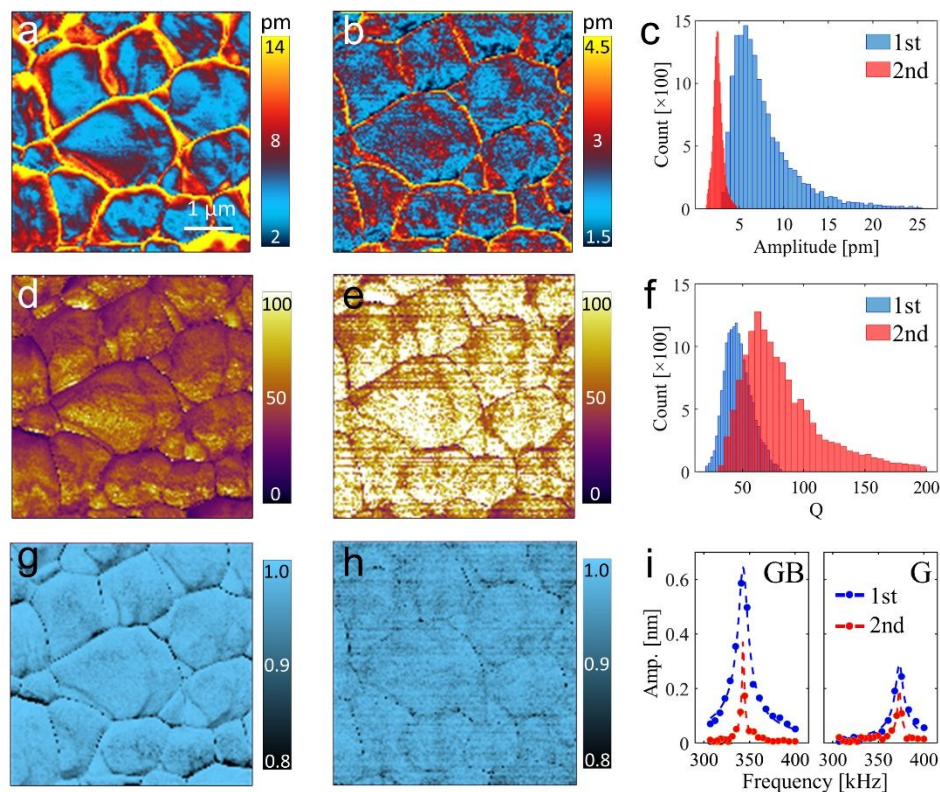 a
pm
14
8
2
1 µm
b
pm
4.5
3
1.5
c
15
10
5
0
Count [×100]
1st
2nd
5 10 15 20 25
Amplitude [pm]
d
100
50
0
e
100
50
0
f
15
10
5
0
Count [×100]
1st
2nd
50 100 150 200
Q
g
1.0
0.9
0.8
h
1.0
0.9
0.8
i
GB
G
0.6
0.4
0.2
0
Amp. [nm]
1st
2nd
300 350 400
300 350 400
Frequency [kHz]